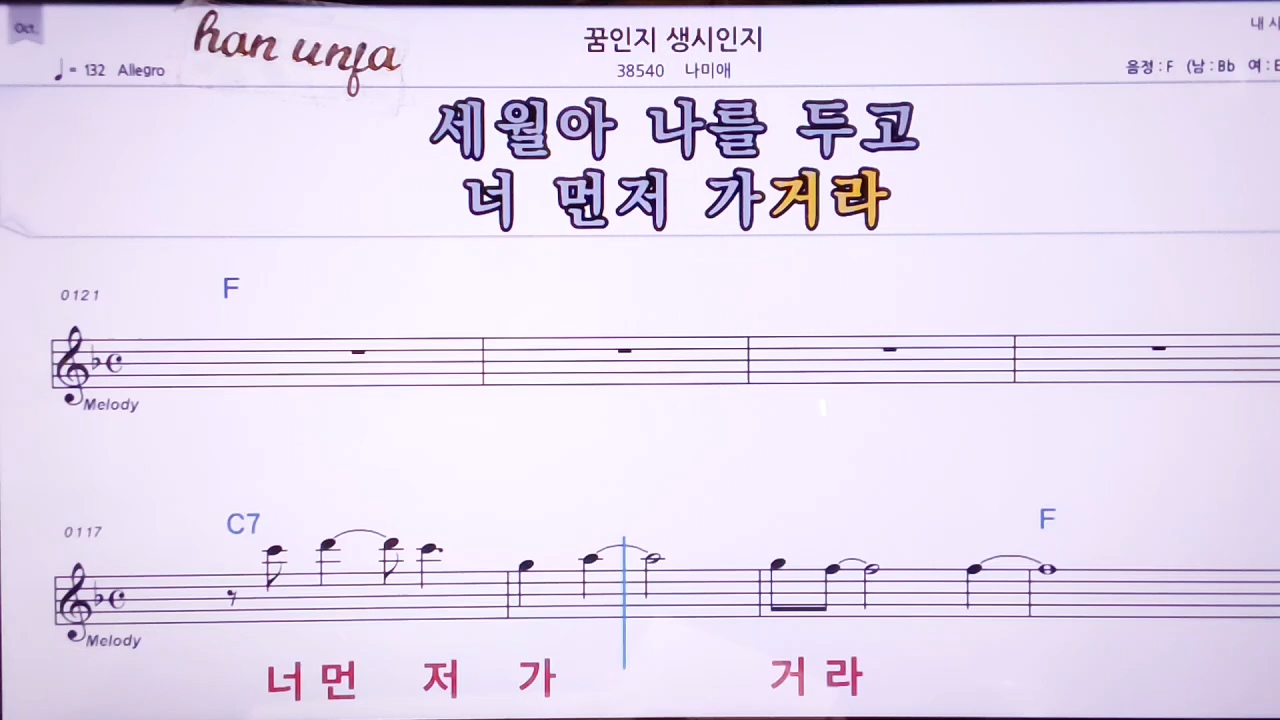 Oct.
han unfa
꿈인지 생시인지
내 사
♩= 132 Allegro
38540 나미애
음정 : F (남 : Bb 여 : E
세월아 나를 두고
너 먼저 가거라
0121
F
Melody
0117
C7
F
Melody
너 먼 저 가 거 라